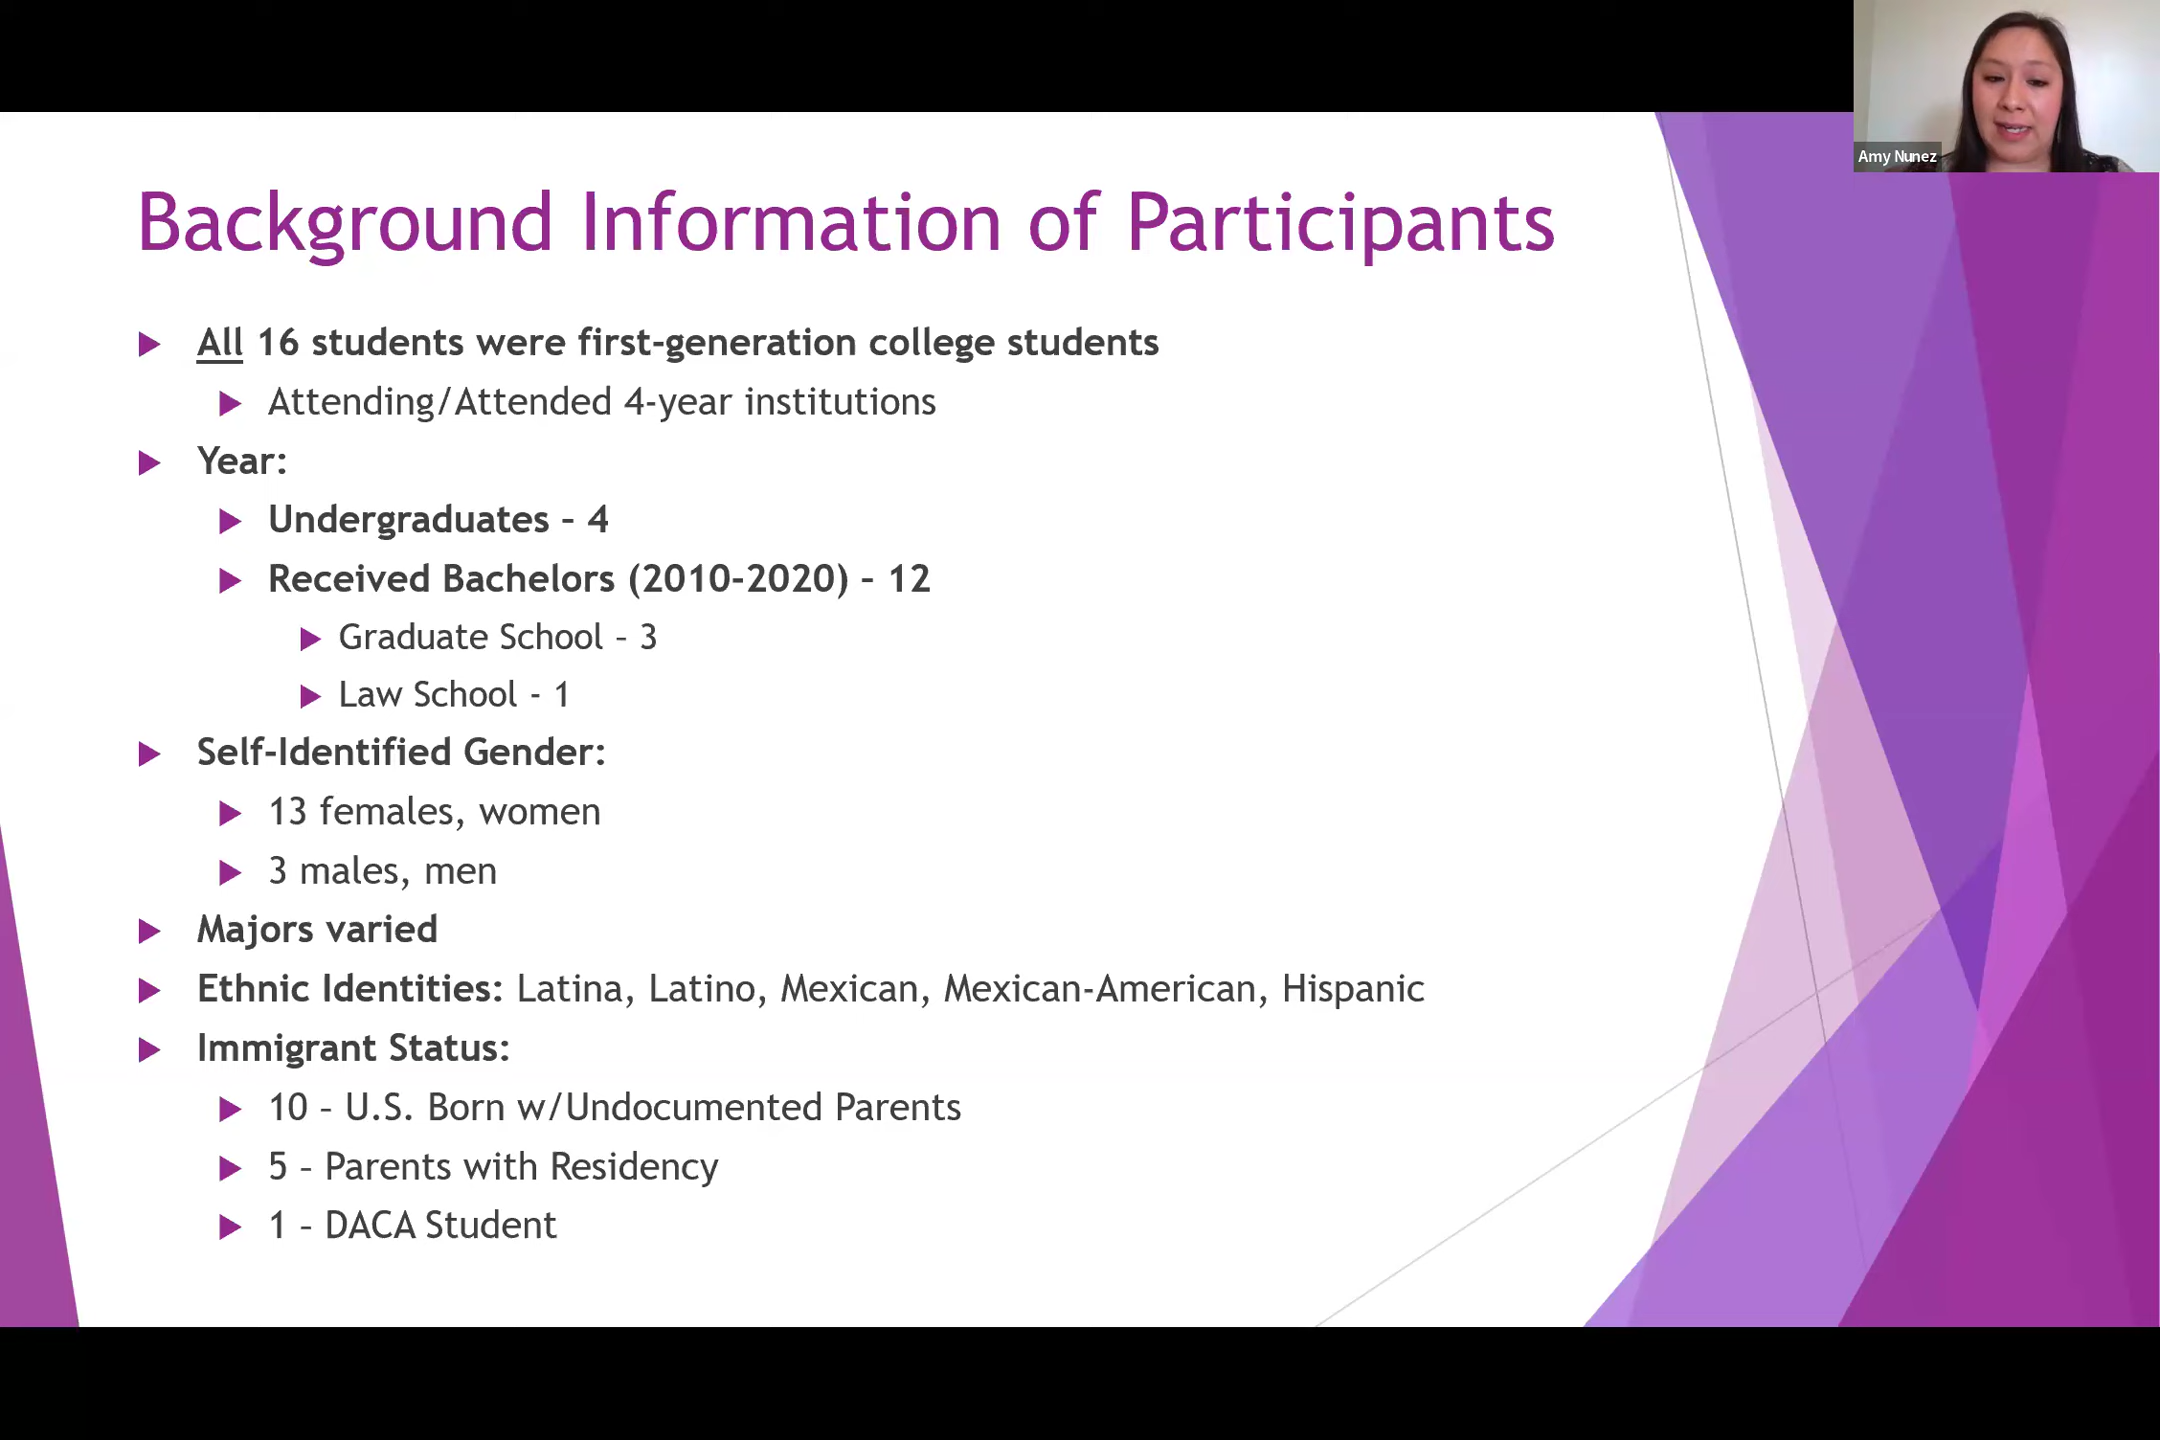 Amy Nunez
Background Information of Participants
All 16 students were first-generation college students
Attending/Attended 4-year institutions
Year:
Undergraduates – 4
Received Bachelors (2010-2020) – 12
Graduate School – 3
Law School - 1
Self-Identified Gender:
13 females, women
3 males, men
Majors varied
Ethnic Identities: Latina, Latino, Mexican, Mexican-American, Hispanic
Immigrant Status:
10 – U.S. Born w/Undocumented Parents
5 – Parents with Residency
1 – DACA Student